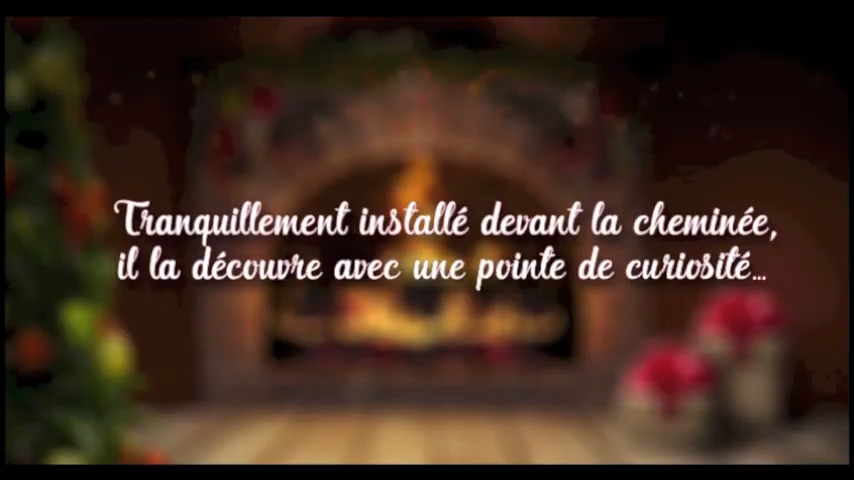 Tranquillement installé devant la cheminée,
il la découvre avec une pointe de curiosité...